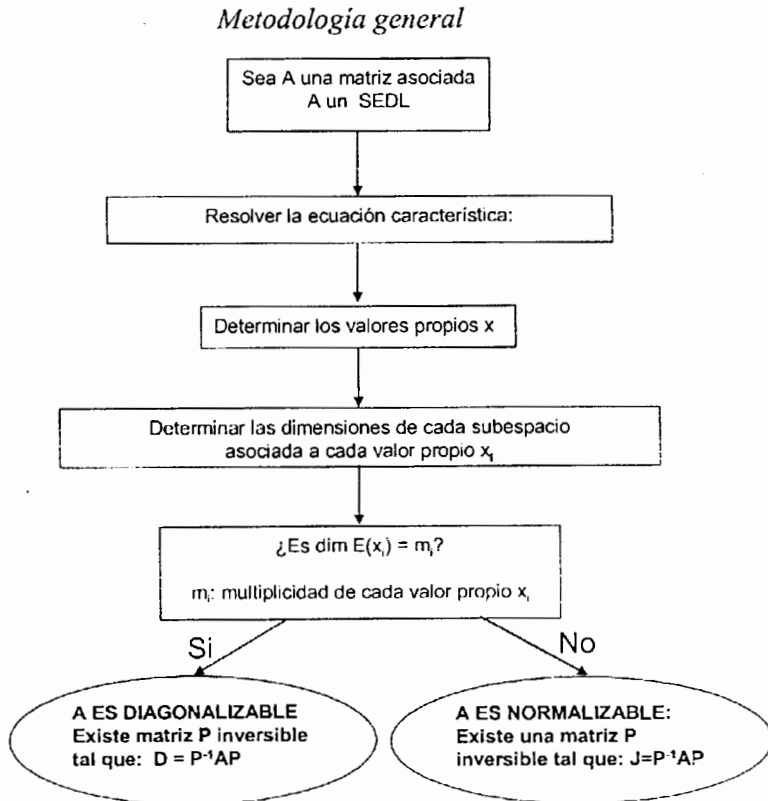 Metodología general
Sea A una matriz asociada
A un SEDL
Resolver la ecuación característica:
Determinar los valores propios x
Determinar las dimensiones de cada subespacio
asociada a cada valor propio xᵢ
¿Es dim E(xᵢ) = mᵢ?
mᵢ: multiplicidad de cada valor propio xᵢ
Si
No
A ES DIAGONALIZABLE
Existe matriz P inversible
tal que: D = P⁻¹AP
A ES NORMALIZABLE:
Existe una matriz P
inversible tal que: J=P⁻¹AP